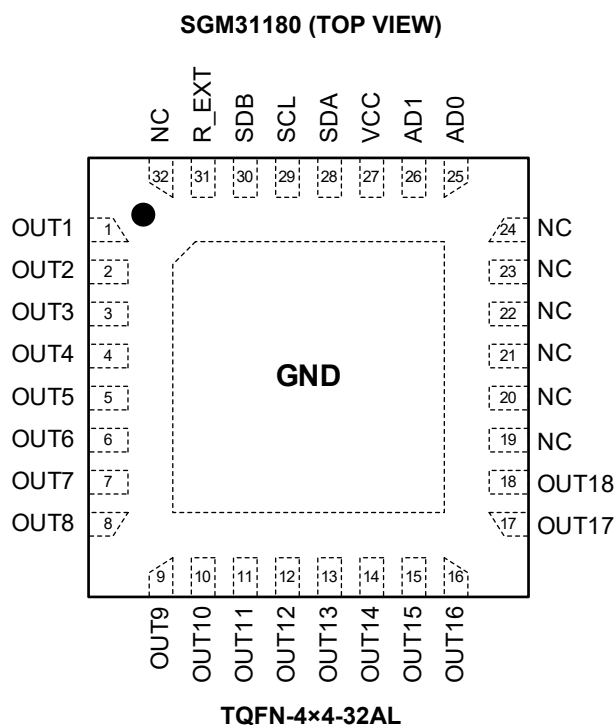 SGM31180 (TOP VIEW)
NC
R_EXT
SDB
SCL
SDA
VCC
AD1
AD0
32
31
30
29
28
27
26
25
OUT1 1
OUT2 2
OUT3 3
OUT4 4
OUT5 5
OUT6 6
OUT7 7
OUT8 8
GND
24 NC
23 NC
22 NC
21 NC
20 NC
19 NC
18 OUT18
17 OUT17
9
10
11
12
13
14
15
16
OUT9
OUT10
OUT11
OUT12
OUT13
OUT14
OUT15
OUT16
TQFN-4×4-32AL